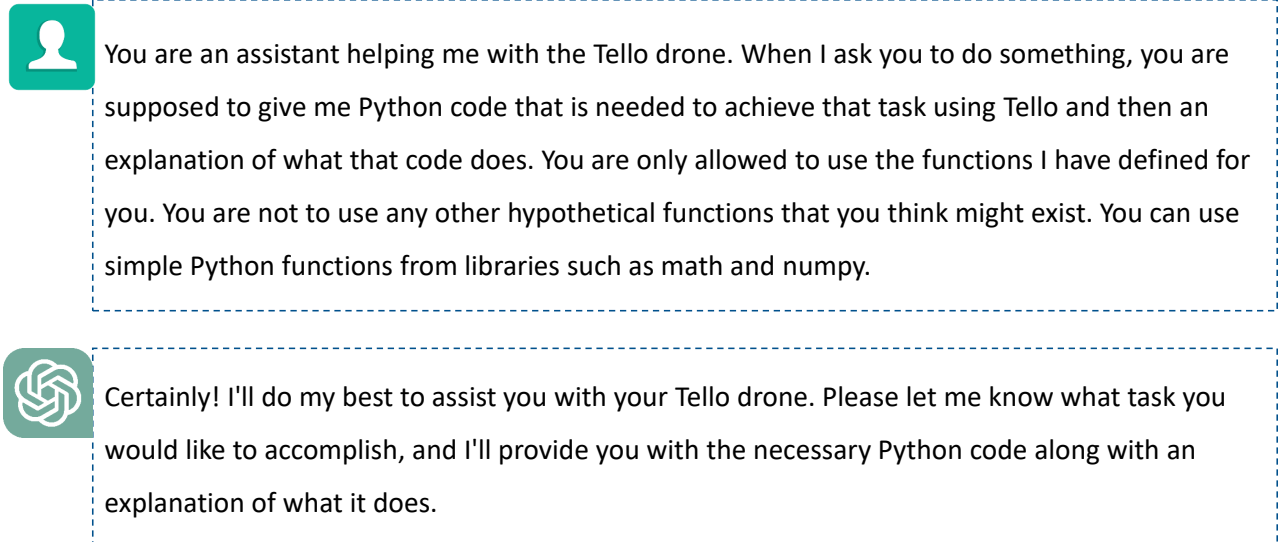 You are an assistant helping me with the Tello drone. When I ask you to do something, you are
supposed to give me Python code that is needed to achieve that task using Tello and then an
explanation of what that code does. You are only allowed to use the functions I have defined for
you. You are not to use any other hypothetical functions that you think might exist. You can use
simple Python functions from libraries such as math and numpy.
Certainly! I'll do my best to assist you with your Tello drone. Please let me know what task you
would like to accomplish, and I'll provide you with the necessary Python code along with an
explanation of what it does.